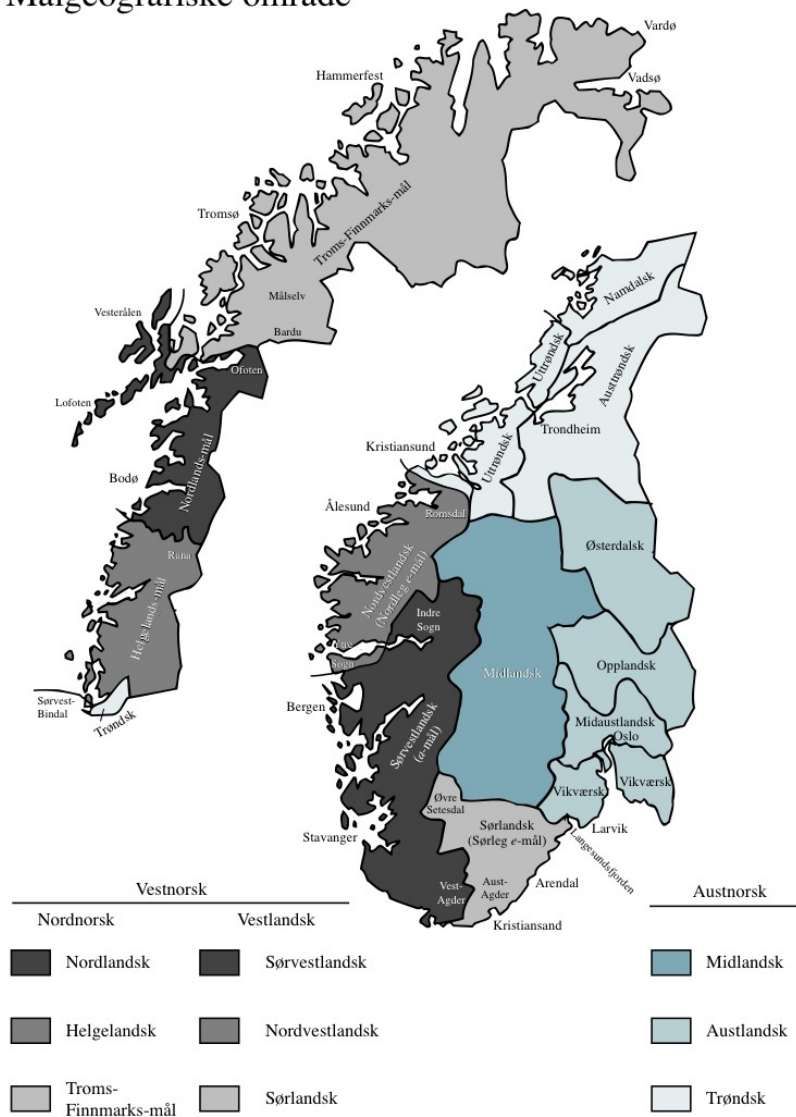 Målgeografiske område
Vardø
Hammerfest
Vadsø
Tromsø
Troms-Finnmarks-mål
Målselv
Vesterålen
Bardu
Ofoten
Lofoten
Nordlands-mål
Bodø
Rana
Helgelands-mål
Sørvest-
Bindal
Trøndsk
Namdalsk
Uttrøndsk
Austtrøndsk
Trondheim
Uttrøndsk
Kristiansund
Romsdal
Ålesund
Nordvestlandsk
(Nordleg e-mål)
Østerdalsk
Indre
Sogn
Ytre
Sogn
Midlandsk
Opplandsk
Bergen
Sørvestlandsk
(a-mål)
Midaustlandsk
Oslo
Vikværsk
Vikværsk
Øvre
Setesdal
Sørlandsk
(Sørleg e-mål)
Larvik
Langesundsfjorden
Stavanger
Vest-
Agder
Aust-
Agder
Arendal
Kristiansand
Vestnorsk
Austnorsk
Nordnorsk
Vestlandsk
Nordlandsk
Sørvestlandsk
Midlandsk
Helgelandsk
Nordvestlandsk
Austlandsk
Troms-
Finnmarks-mål
Sørlandsk
Trøndsk